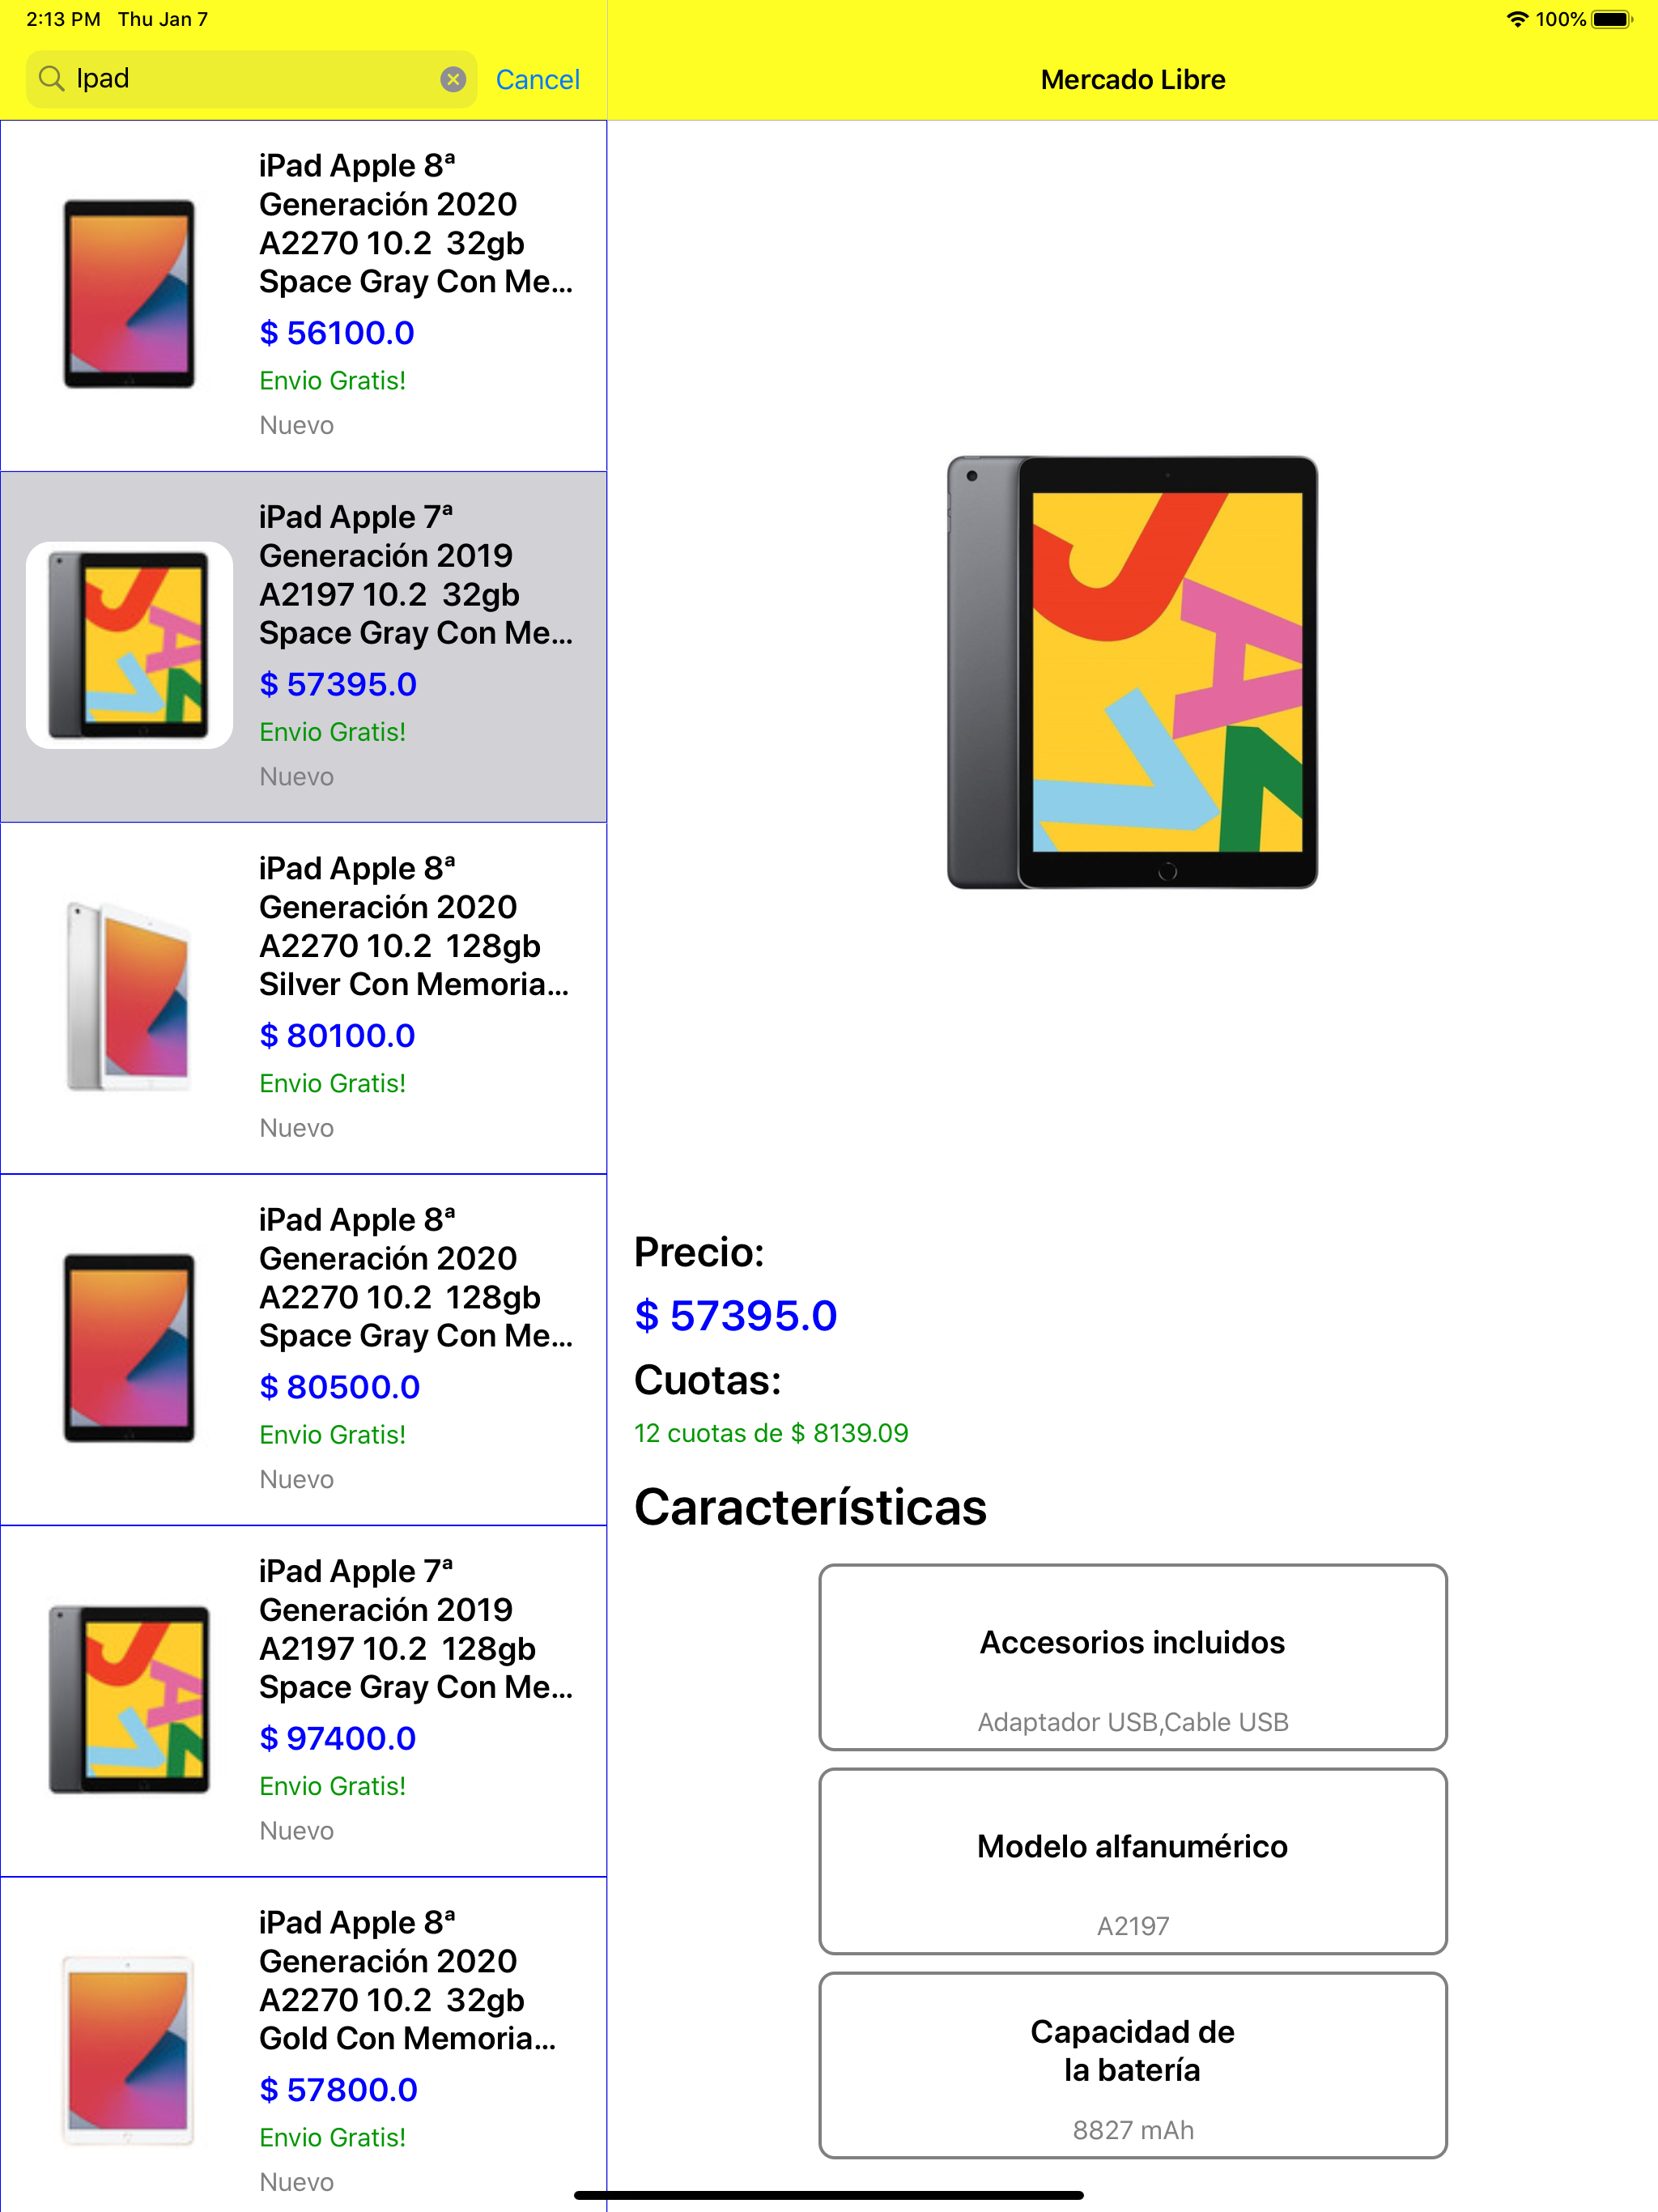 2:13 PM Thu Jan 7
100%
Ipad
Cancel
Mercado Libre
iPad Apple 8ª
Generación 2020
A2270 10.2  32gb
Space Gray Con Me...
$ 56100.0
Envio Gratis!
Nuevo
iPad Apple 7ª
Generación 2019
A2197 10.2  32gb
Space Gray Con Me...
$ 57395.0
Envio Gratis!
Nuevo
iPad Apple 8ª
Generación 2020
A2270 10.2  128gb
Silver Con Memoria...
$ 80100.0
Envio Gratis!
Nuevo
iPad Apple 8ª
Generación 2020
A2270 10.2  128gb
Space Gray Con Me...
$ 80500.0
Envio Gratis!
Nuevo
iPad Apple 7ª
Generación 2019
A2197 10.2  128gb
Space Gray Con Me...
$ 97400.0
Envio Gratis!
Nuevo
iPad Apple 8ª
Generación 2020
A2270 10.2  32gb
Gold Con Memoria...
$ 57800.0
Envio Gratis!
Nuevo
Precio:
$ 57395.0
Cuotas:
12 cuotas de $ 8139.09
Características
Accesorios incluidos
Adaptador USB,Cable USB
Modelo alfanumérico
A2197
Capacidad de
la batería
8827 mAh